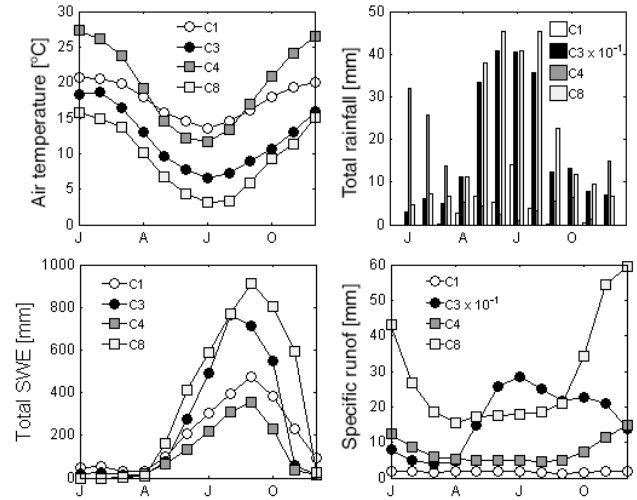 Air temperature [°C]
30
25
20
15
10
5
0
J A J O
C1
C3
C4
C8
Total rainfall [mm]
50
40
30
20
10
0
J A J O
C1
C3 x 10⁻¹
C4
C8
Total SWE [mm]
1000
800
600
400
200
0
J A J O
C1
C3
C4
C8
Specific runof [mm]
60
50
40
30
20
10
0
J A J O
C1
C3 x 10⁻¹
C4
C8